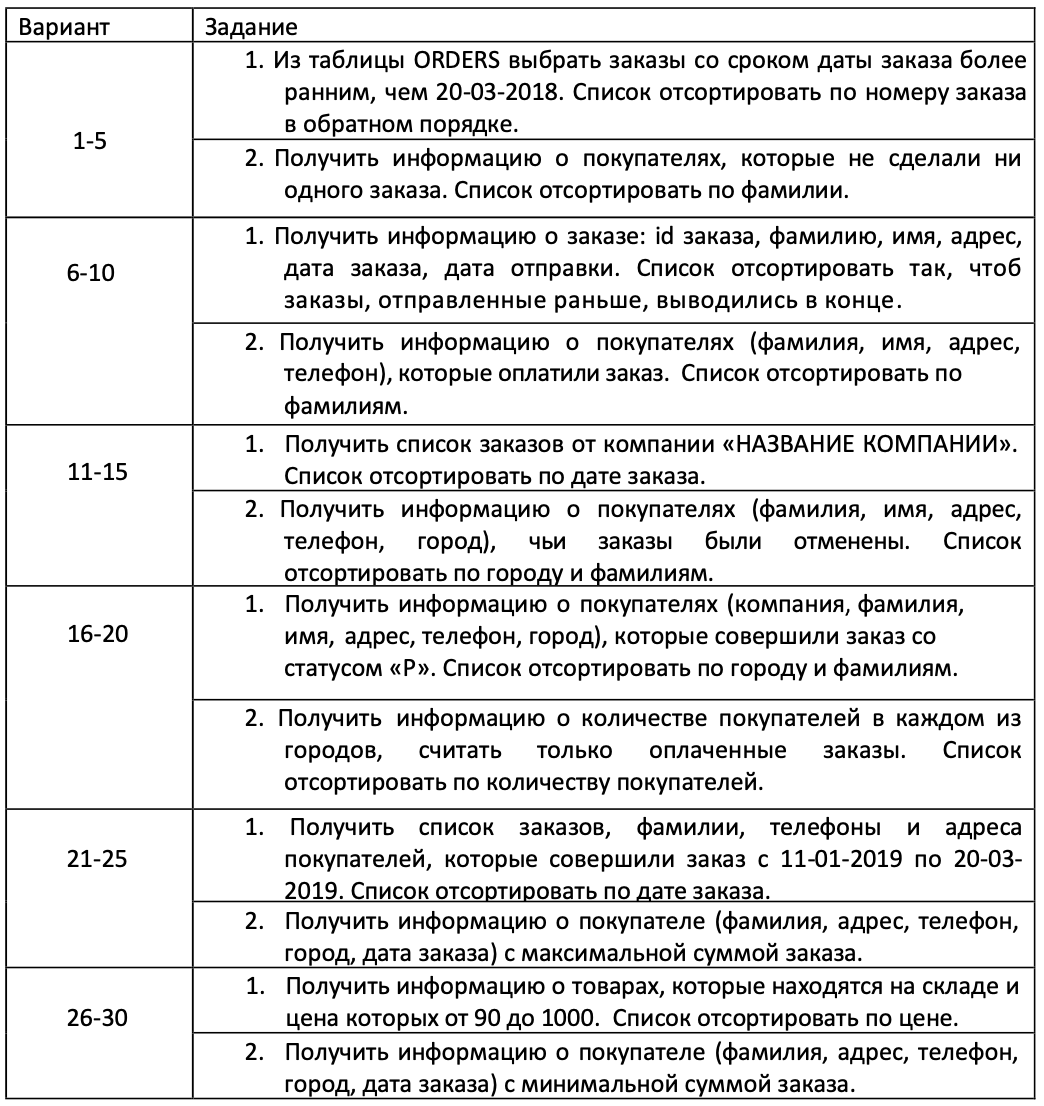 Вариант Задание
1. Из таблицы ORDERS выбрать заказы со сроком даты заказа более
ранним, чем 20-03-2018. Список отсортировать по номеру заказа
в обратном порядке.
1-5
2. Получить информацию о покупателях, которые не сделали ни
одного заказа. Список отсортировать по фамилии.
1. Получить информацию о заказе: id заказа, фамилию, имя, адрес,
6-10
дата заказа, дата отправки. Список отсортировать так, чтоб
заказы, отправленные раньше, выводились в конце.
2. Получить информацию о покупателях (фамилия, имя, адрес,
телефон), которые оплатили заказ. Список отсортировать по
фамилиям.
1. Получить список заказов от компании «НАЗВАНИЕ КОМПАНИИ».
11-15
Список отсортировать по дате заказа.
2. Получить информацию о покупателях (фамилия, имя, адрес,
телефон, город), чьи заказы были отменены. Список
отсортировать по городу и фамилиям.
1. Получить информацию о покупателях (компания, фамилия,
16-20
имя, адрес, телефон, город), которые совершили заказ со
статусом «P». Список отсортировать по городу и фамилиям.
2. Получить информацию о количестве покупателей в каждом из
городов, считать только оплаченные заказы. Список
отсортировать по количеству покупателей.
1. Получить список заказов, фамилии, телефоны и адреса
21-25
покупателей, которые совершили заказ с 11-01-2019 по 20-03-
2019. Список отсортировать по дате заказа.
2. Получить информацию о покупателе (фамилия, адрес, телефон,
город, дата заказа) с максимальной суммой заказа.
1. Получить информацию о товарах, которые находятся на складе и
26-30
цена которых от 90 до 1000. Список отсортировать по цене.
2. Получить информацию о покупателе (фамилия, адрес, телефон,
город, дата заказа) с минимальной суммой заказа.